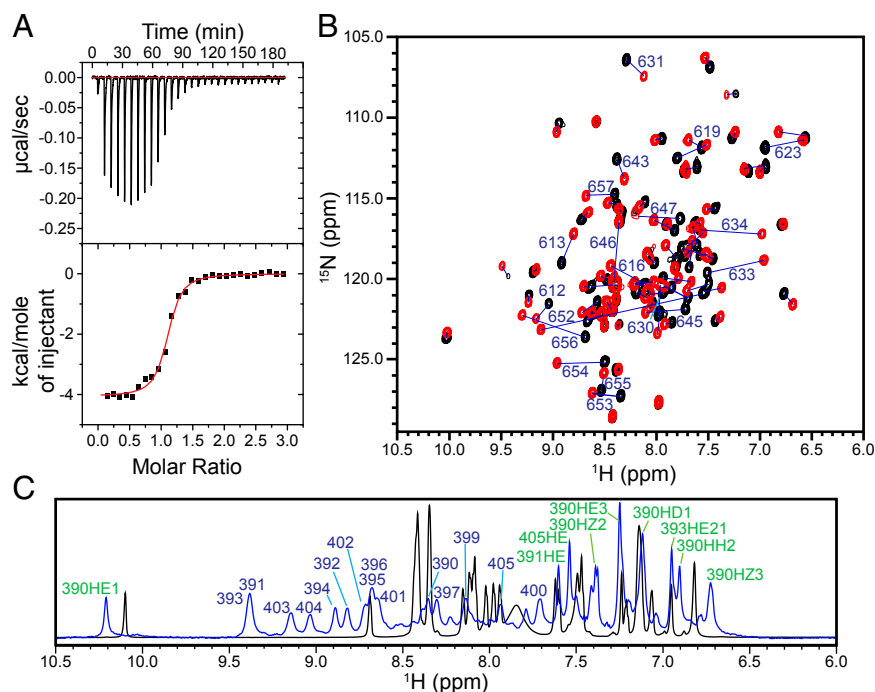 A
Time (min)
0 30 60 90 120 150 180
0.00
-0.05
-0.10
-0.15
-0.20
-0.25
µcal/sec
0
-2
-4
kcal/mole
of injectant
0.0 0.5 1.0 1.5 2.0 2.5 3.0
Molar Ratio
B
105.0
110.0
115.0
120.0
125.0
15N (ppm)
631
619
623
643
657
647
634
613
646
616
633
612
652
630
645
656
654
655
653
10.5 10.0 9.5 9.0 8.5 8.0 7.5 7.0 6.5 6.0
1H (ppm)
C
390HE1
393
391
403
404
394
392
402
396
395
401
390
397
399
405
400
405HE
391HE
390HE3
390HZ2
390HD1
393HE21
390HH2
390HZ3
10.5 10.0 9.5 9.0 8.5 8.0 7.5 7.0 6.5 6.0
1H (ppm)